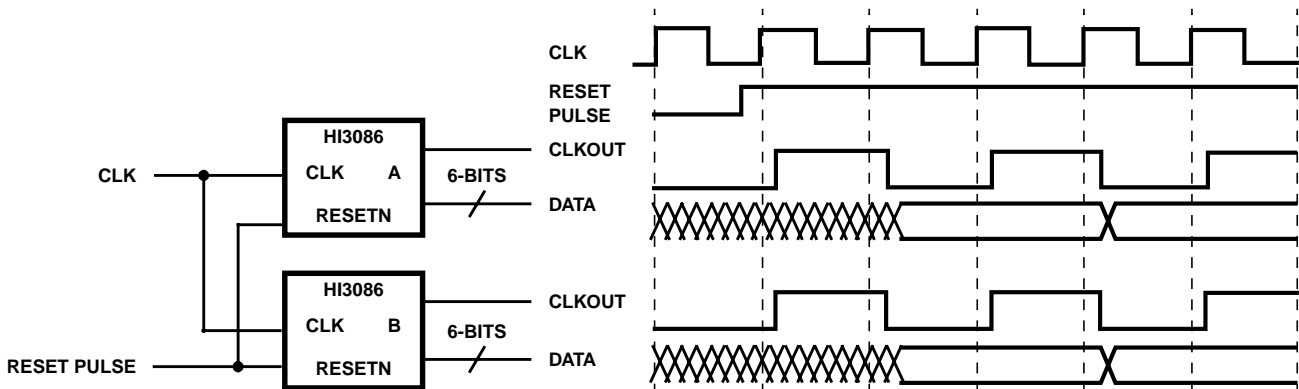 CLK
RESET PULSE
HI3086
CLK A
RESETN
6-BITS
HI3086
CLK B
RESETN
6-BITS
CLK
RESET
PULSE
CLKOUT
DATA
CLKOUT
DATA